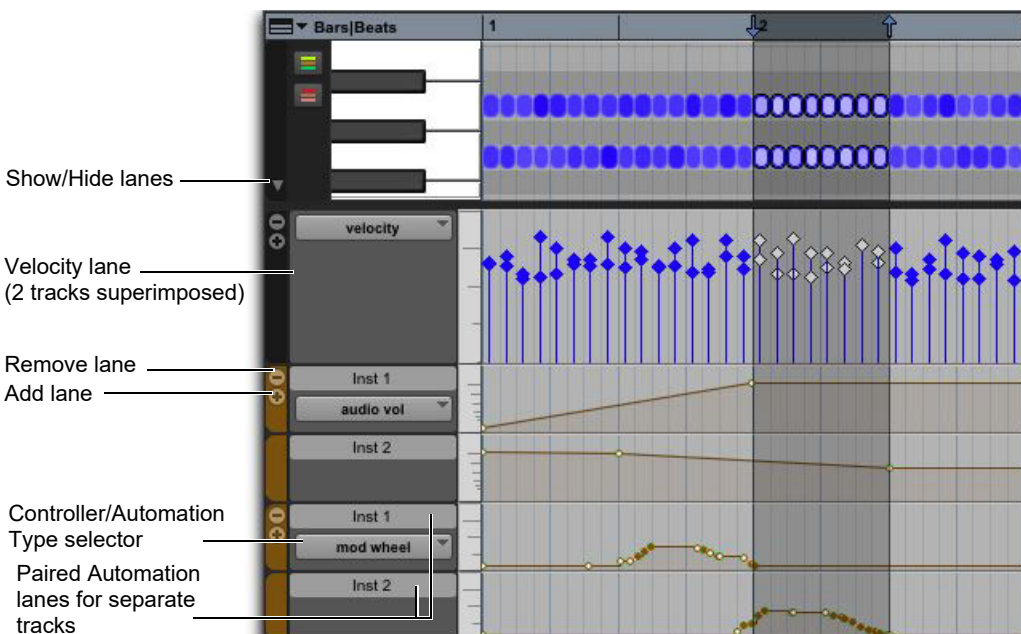 Bars|Beats
1
2
Show/Hide lanes
velocity
Velocity lane
(2 tracks superimposed)
Remove lane
Inst 1
Add lane
audio vol
Inst 2
Controller/Automation
Type selector
Inst 1
mod wheel
Paired Automation
lanes for separate
tracks
Inst 2